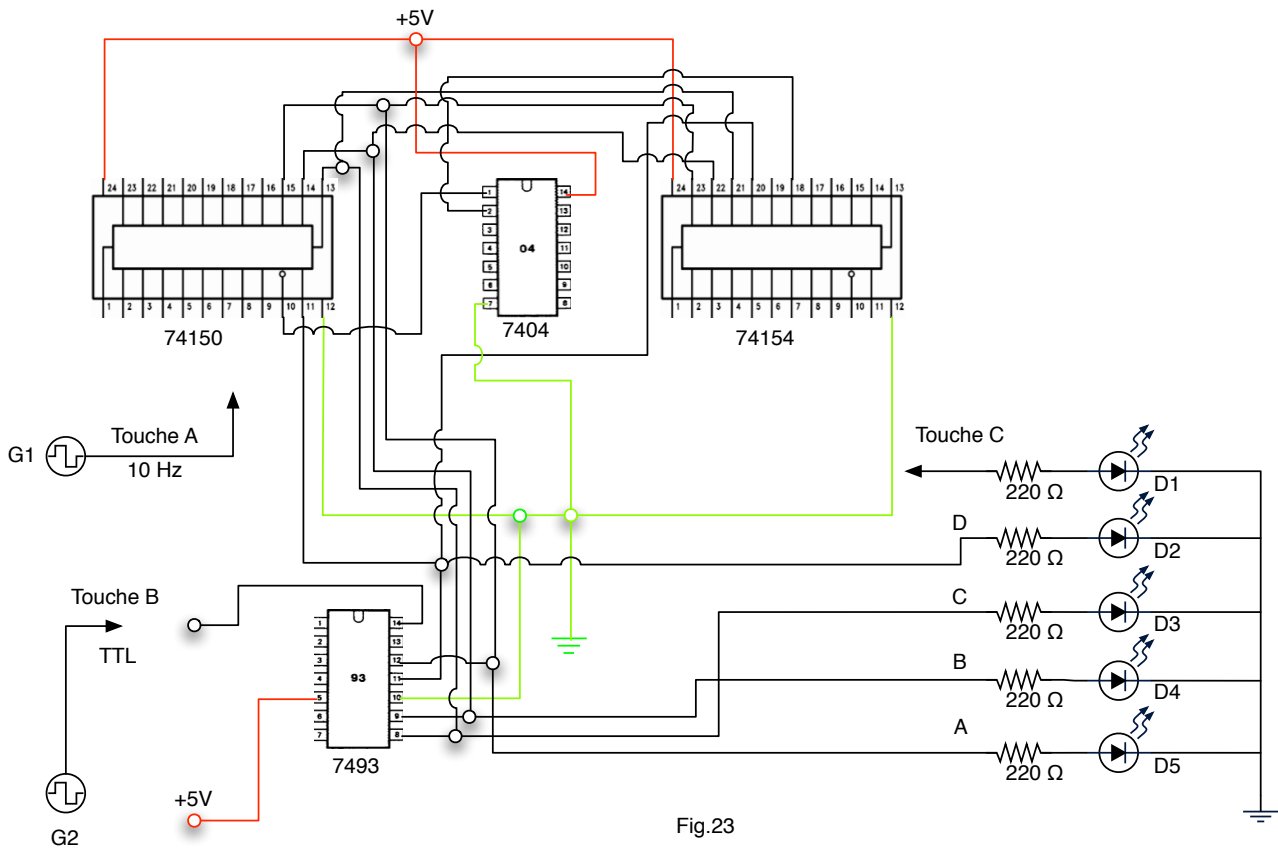 +5V
24 23 22 21 20 19 18 17 16 15 14 13
1 2 3 4 5 6 7 8 9 10 11 12
74150
1 2 3 4 5 6 7
14 13 12 11 10 9 8
04
7404
24 23 22 21 20 19 18 17 16 15 14 13
1 2 3 4 5 6 7 8 9 10 11 12
74154
G1
Touche A
10 Hz
Touche C
220 Ω
D1
D
220 Ω
D2
C
220 Ω
D3
B
220 Ω
D4
A
220 Ω
D5
Touche B
TTL
1 2 3 4 5 6 7
14 13 12 11 10 9 8
93
7493
+5V
G2
Fig.23